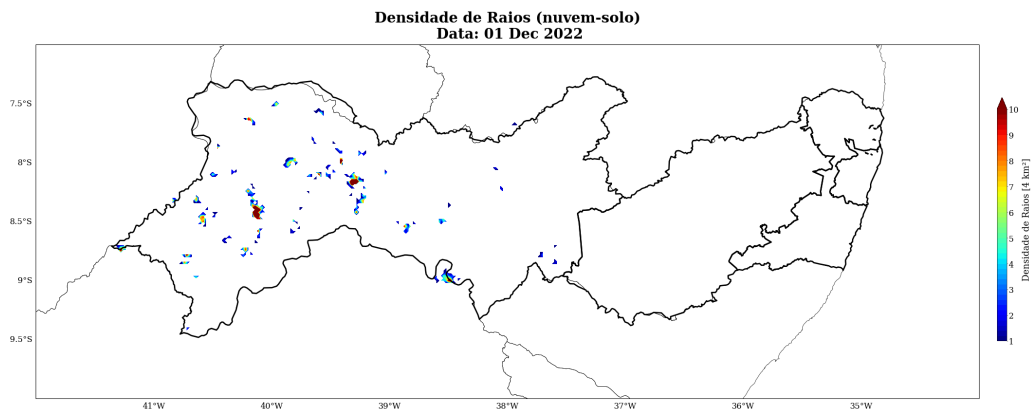 Densidade de Raios (nuvem-solo)
Data: 01 Dec 2022
7.5°S
8°S
8.5°S
9°S
9.5°S
41°W
40°W
39°W
38°W
37°W
36°W
35°W
10
9
8
7
6
5
4
3
2
1
Densidade de Raios [4 km²]